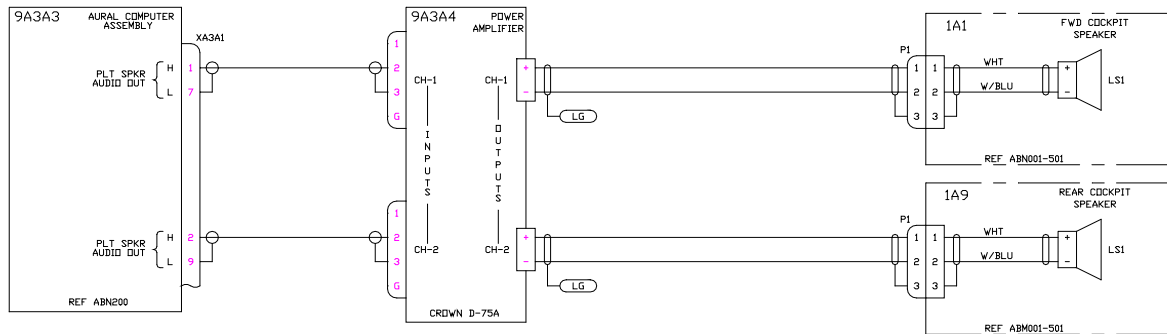 9A3A3
AURAL COMPUTER
ASSEMBLY
XA3A1
PLT SPKR
AUDIO OUT
H
L
1
7
PLT SPKR
AUDIO OUT
H
L
2
9
REF ABN200
9A3A4
POWER
AMPLIFIER
1
2
3
G
CH-1
INPUTS
CH-2
1
2
3
G
CH-1
OUTPUTS
CH-2
+
-
+
-
CROWN D-75A
LG
LG
1A1
FWD COCKPIT
SPEAKER
P1
1 1
2 2
3 3
WHT
W/BLU
+
-
LS1
REF ABN001-501
1A9
REAR COCKPIT
SPEAKER
P1
1 1
2 2
3 3
WHT
W/BLU
+
-
LS1
REF ABM001-501